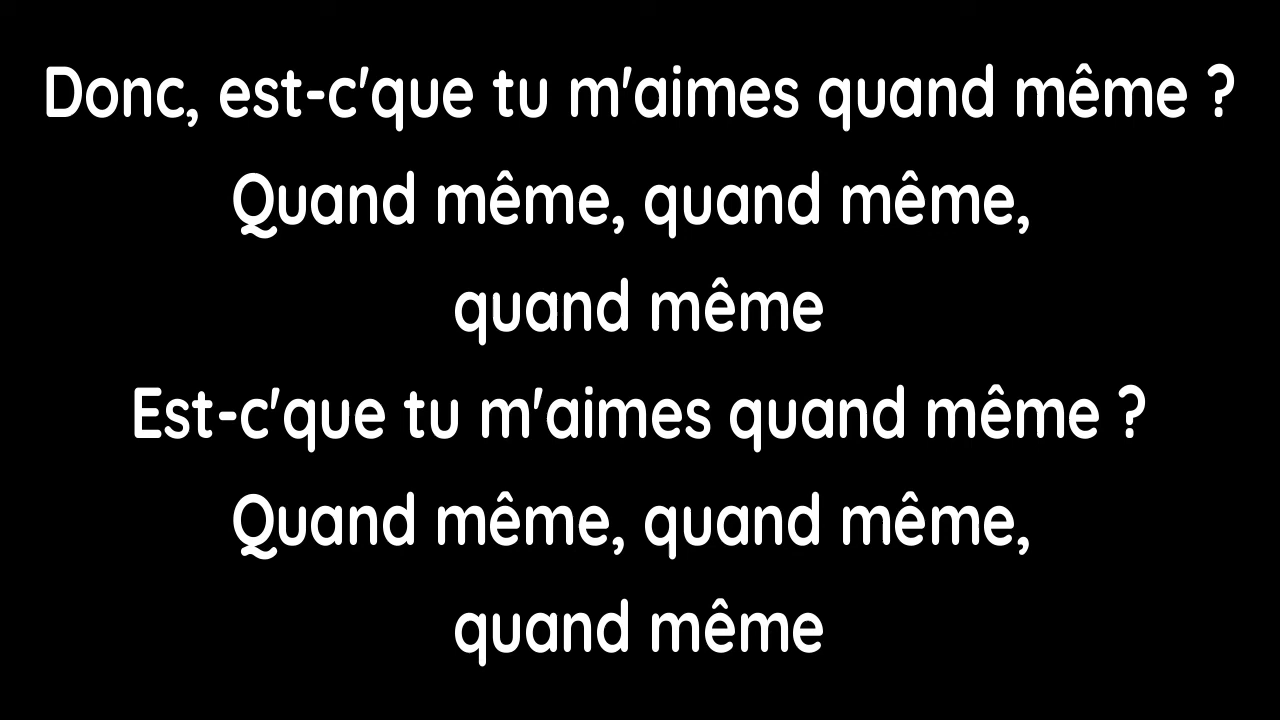 Donc, est-c'que tu m'aimes quand même ?
Quand même, quand même,
quand même
Est-c'que tu m'aimes quand même ?
Quand même, quand même,
quand même